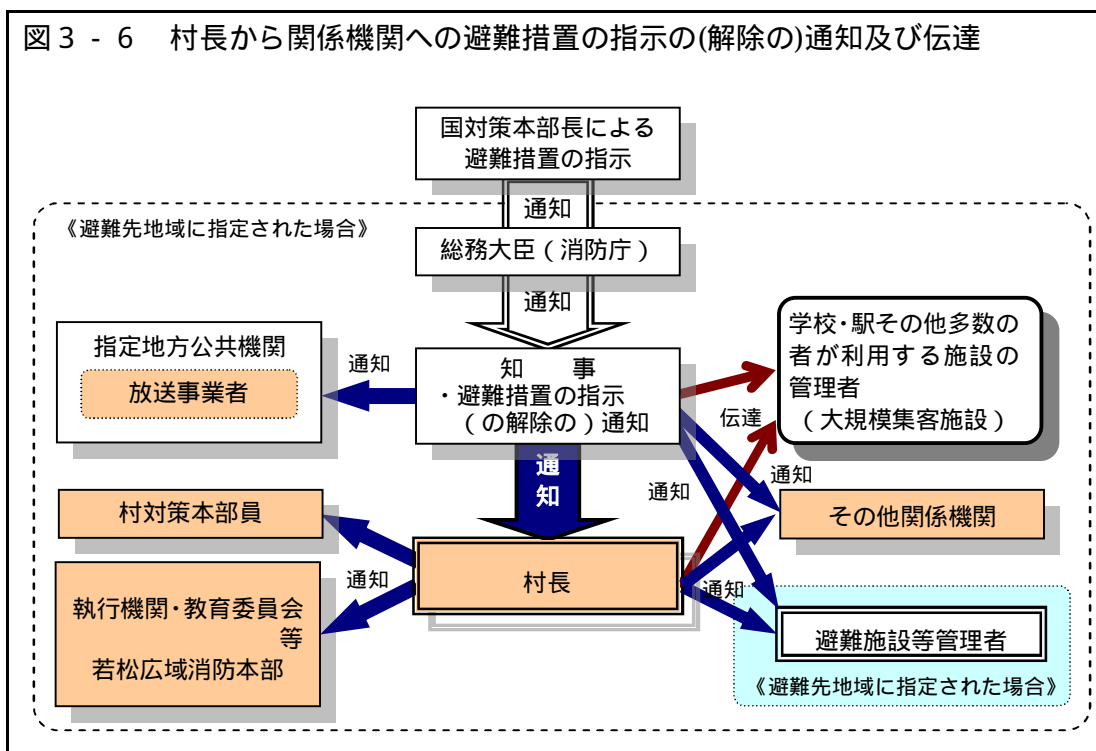 図3-6 村長から関係機関への避難措置の指示の(解除の)通知及び伝達
国対策本部長による
避難措置の指示
通知
《避難先地域に指定された場合》
総務大臣(消防庁)
通知
指定地方公共機関
放送事業者
通知
知 事
・避難措置の指示
(の解除の)通知
学校・駅その他多数の
者が利用する施設の
管理者
(大規模集客施設)
伝達
通知
通知
通知
村対策本部員
その他関係機関
通知
村長
通知
執行機関・教育委員会
等
若松広域消防本部
避難施設等管理者
《避難先地域に指定された場合》